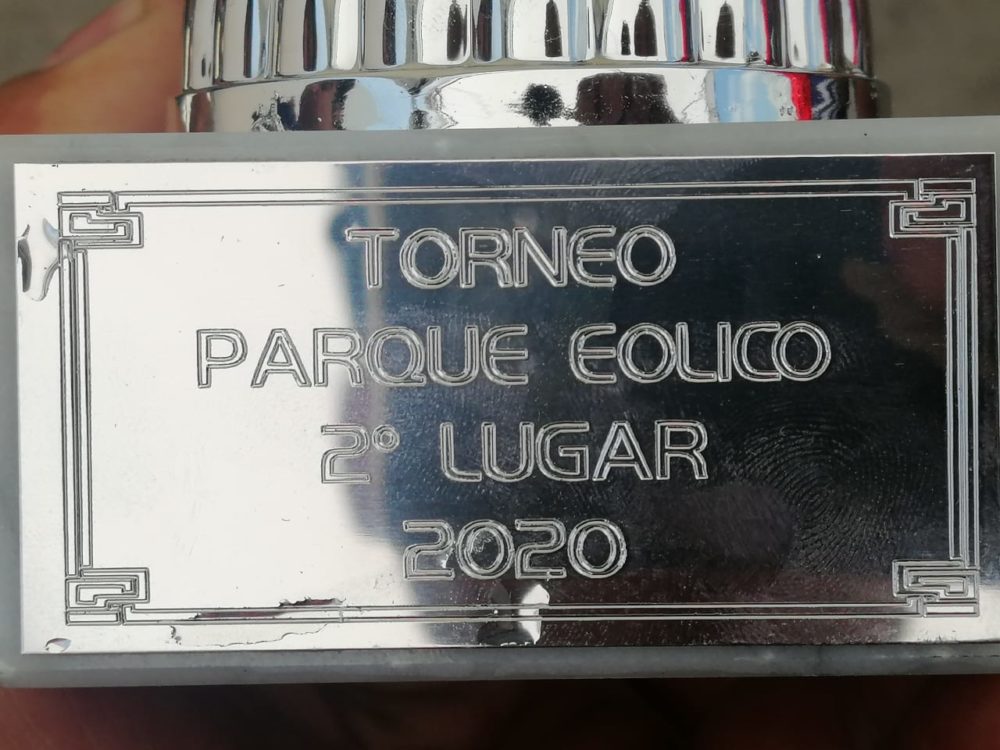 TORNEO
PARQUE EOLICO
2° LUGAR
2020